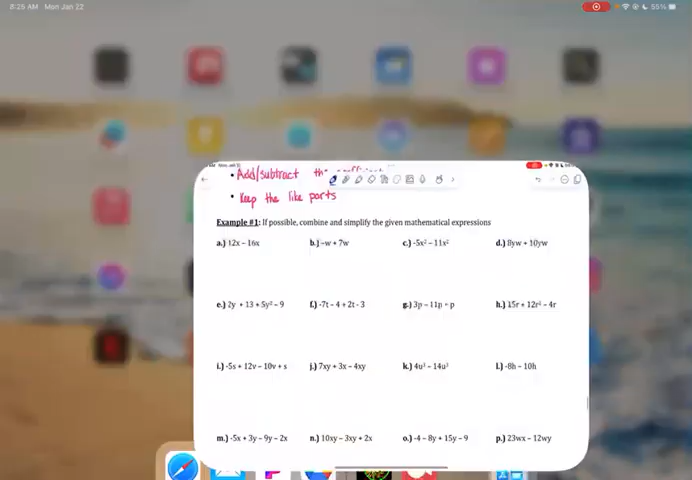 8:25 AM Mon Jan 22
55%
• Add/subtract the
• Keep the like parts
Example #1: If possible, combine and simplify the given mathematical expressions
a.) 12x – 16x b.) –w + 7w c.) -5x² – 11x² d.) 8yw + 10yw
e.) 2y + 13 + 5y² – 9 f.) -7t – 4 + 2t - 3 g.) 3p – 11p + p h.) 15r + 12r² – 4r
i.) -5s + 12v – 10v + s j.) 7xy + 3x – 4xy k.) 4u³ – 14u³ l.) -8h – 10h
m.) -5x + 3y – 9y – 2x n.) 10xy – 3xy + 2x o.) -4 – 8y + 15y – 9 p.) 23wx – 12wy